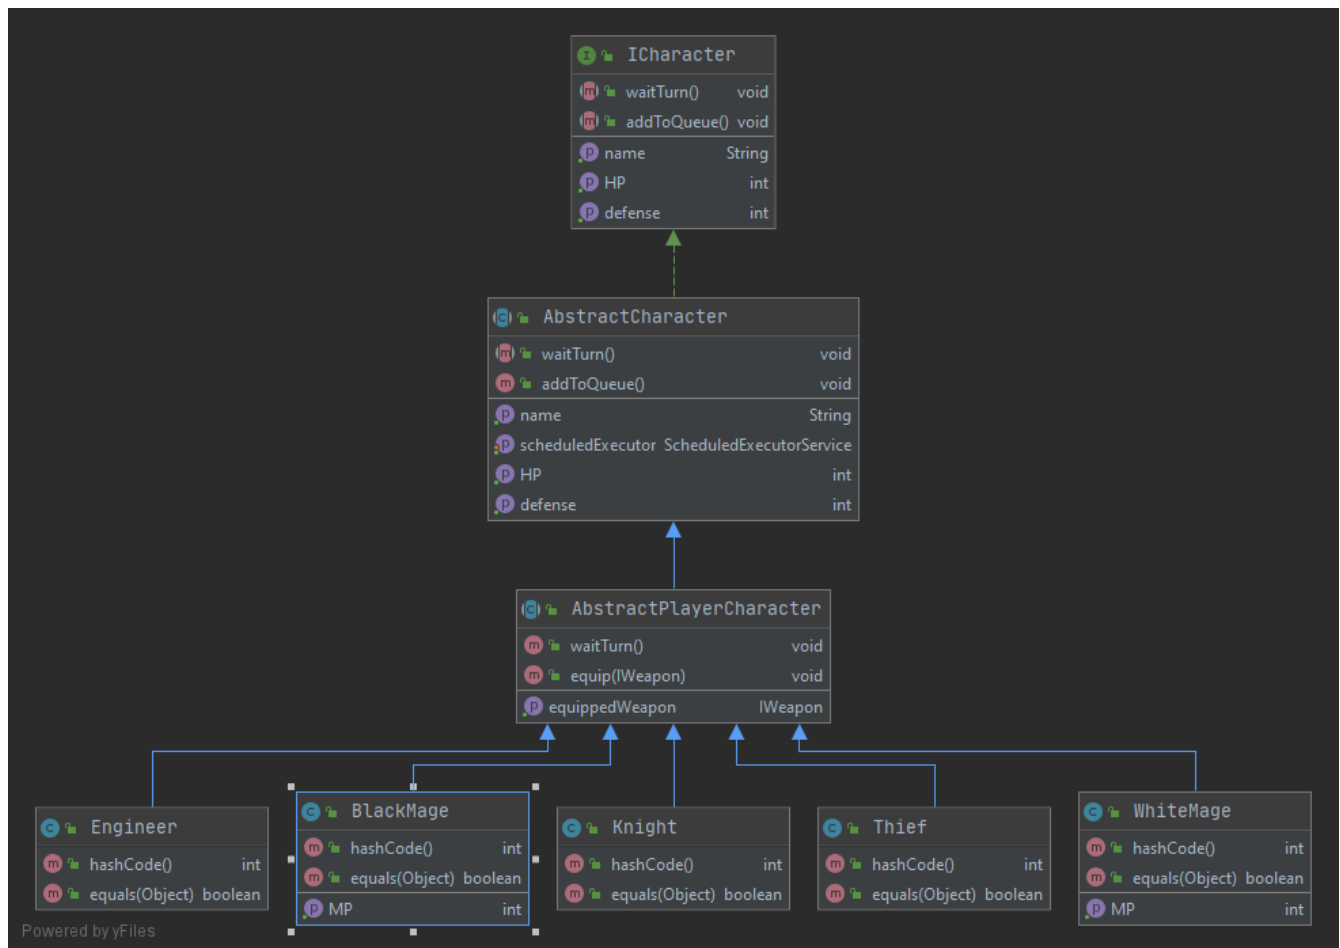 ICharacter
waitTurn() void
addToQueue() void
name String
HP int
defense int
AbstractCharacter
waitTurn() void
addToQueue() void
name String
scheduledExecutor ScheduledExecutorService
HP int
defense int
AbstractPlayerCharacter
waitTurn() void
equip(IWeapon) void
equippedWeapon IWeapon
Engineer
hashCode() int
equals(Object) boolean
BlackMage
hashCode() int
equals(Object) boolean
MP int
Knight
hashCode() int
equals(Object) boolean
Thief
hashCode() int
equals(Object) boolean
WhiteMage
hashCode() int
equals(Object) boolean
MP int
Powered by yFiles